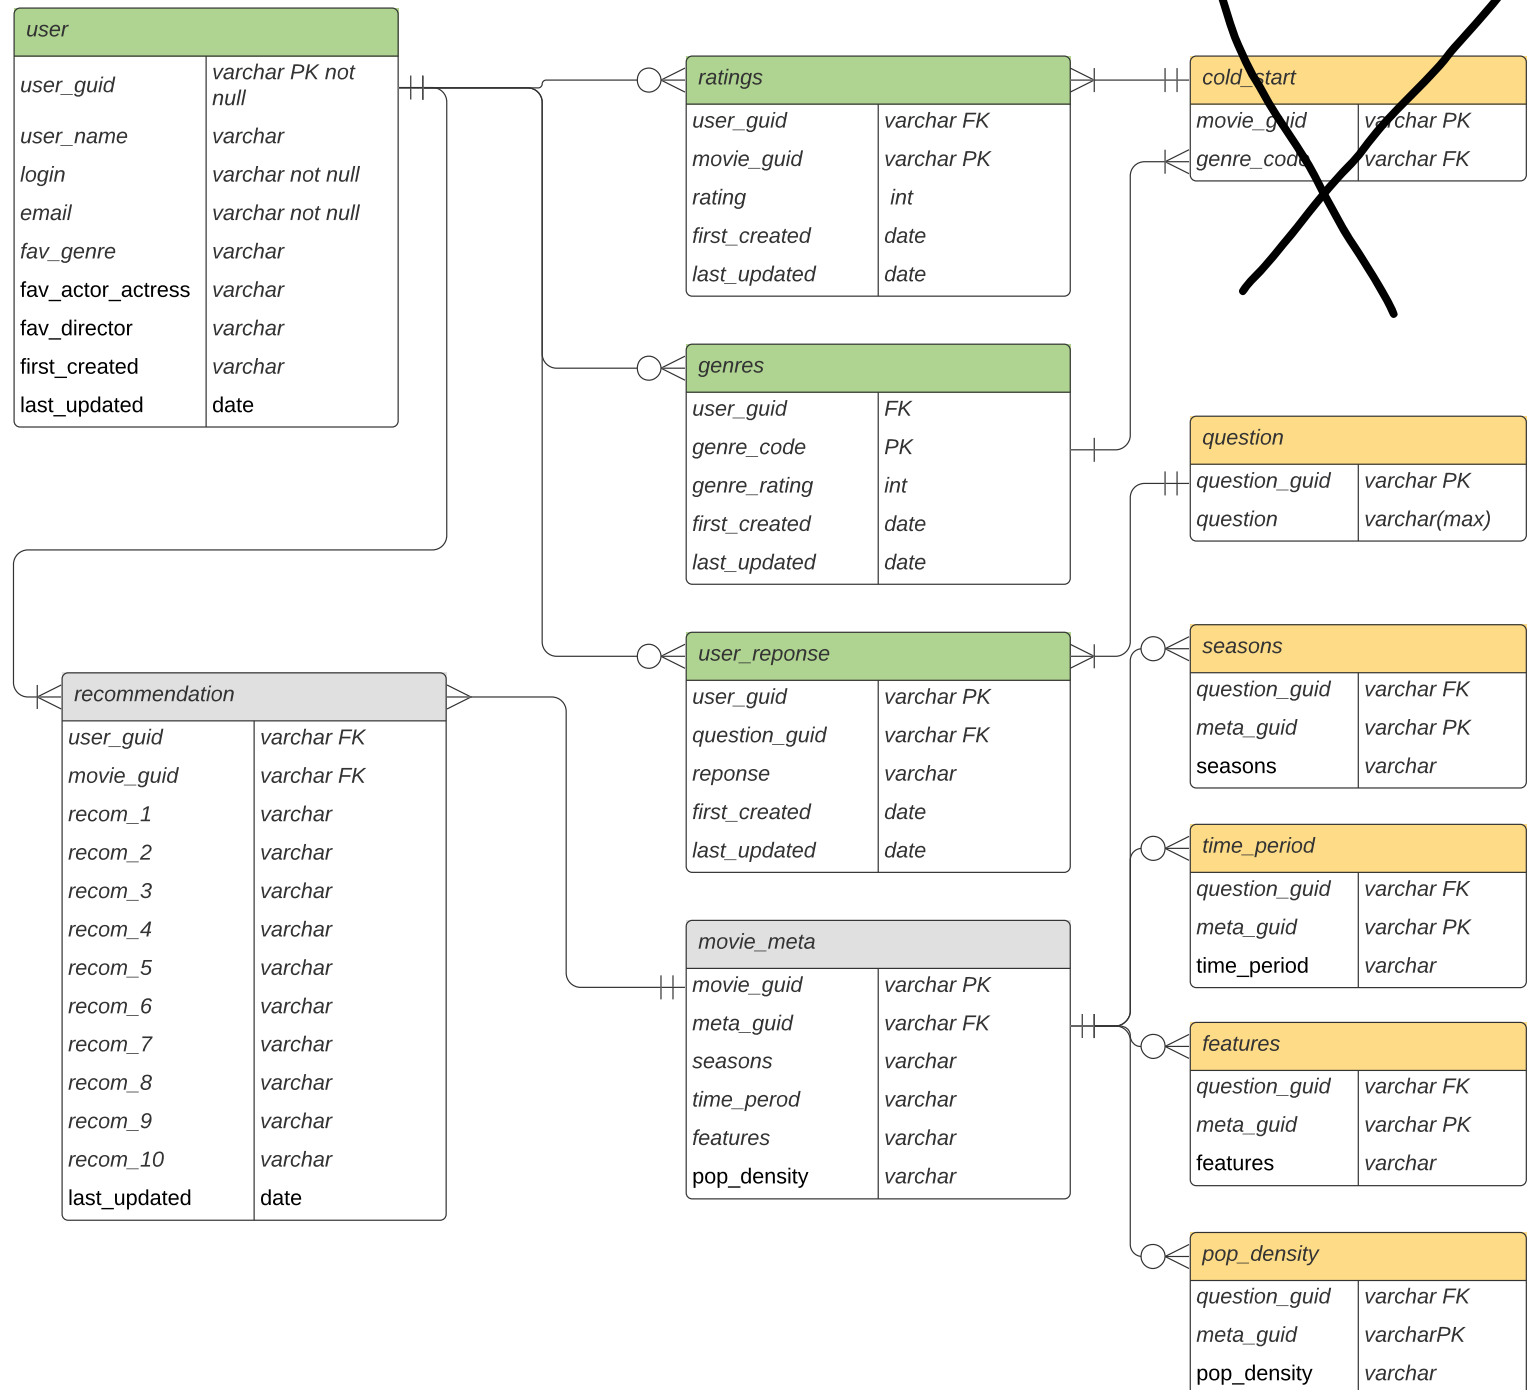 user
user_guid varchar PK not
null
user_name varchar
login varchar not null
email varchar not null
fav_genre varchar
fav_actor_actress varchar
fav_director varchar
first_created varchar
last_updated date
ratings
user_guid varchar FK
movie_guid varchar PK
rating int
first_created date
last_updated date
cold_start
movie_guid varchar PK
genre_code varchar FK
genres
user_guid FK
genre_code PK
genre_rating int
first_created date
last_updated date
question
question_guid varchar PK
question varchar(max)
user_reponse
user_guid varchar PK
question_guid varchar FK
reponse varchar
first_created date
last_updated date
seasons
question_guid varchar FK
meta_guid varchar PK
seasons varchar
recommendation
user_guid varchar FK
movie_guid varchar FK
recom_1 varchar
recom_2 varchar
recom_3 varchar
recom_4 varchar
recom_5 varchar
recom_6 varchar
recom_7 varchar
recom_8 varchar
recom_9 varchar
recom_10 varchar
last_updated date
time_period
question_guid varchar FK
meta_guid varchar PK
time_period varchar
movie_meta
movie_guid varchar PK
meta_guid varchar FK
seasons varchar
time_perod varchar
features varchar
pop_density varchar
features
question_guid varchar FK
meta_guid varchar PK
features varchar
pop_density
question_guid varchar FK
meta_guid varcharPK
pop_density varchar